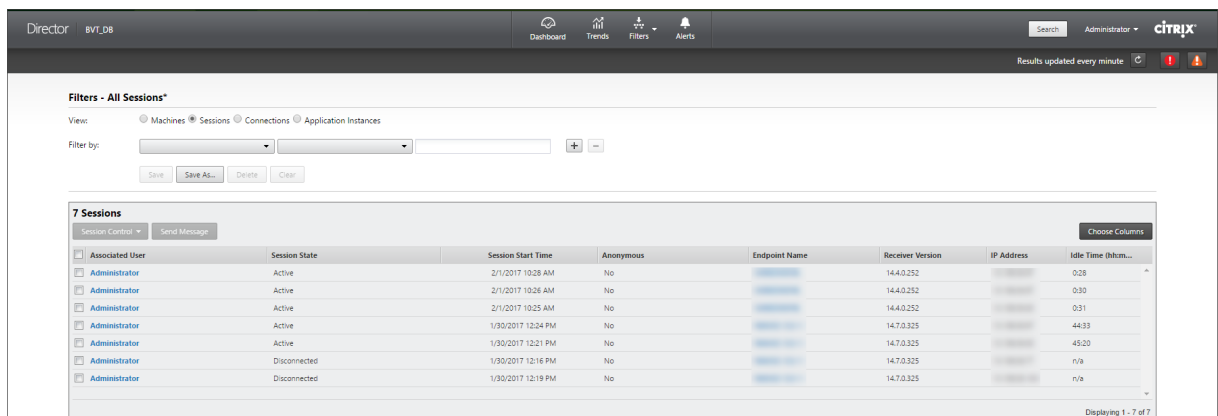 Director BVT_DB Dashboard Trends Filters Alerts Search Administrator CİTRIX
Results updated every minute
Filters - All Sessions*
View: Machines Sessions Connections Application Instances
Filter by:
Save Save As... Delete Clear
7 Sessions
Session Control Send Message Choose Columns
Associated User Session State Session Start Time Anonymous Endpoint Name Receiver Version IP Address Idle Time (hh:m...
Administrator Active 2/1/2017 10:28 AM No 14.4.0.252 0:28
Administrator Active 2/1/2017 10:26 AM No 14.4.0.252 0:30
Administrator Active 2/1/2017 10:25 AM No 14.4.0.252 0:31
Administrator Active 1/30/2017 12:24 PM No 14.7.0.325 44:33
Administrator Active 1/30/2017 12:21 PM No 14.7.0.325 45:20
Administrator Disconnected 1/30/2017 12:16 PM No 14.7.0.325 n/a
Administrator Disconnected 1/30/2017 12:19 PM No 14.7.0.325 n/a
Displaying 1 - 7 of 7